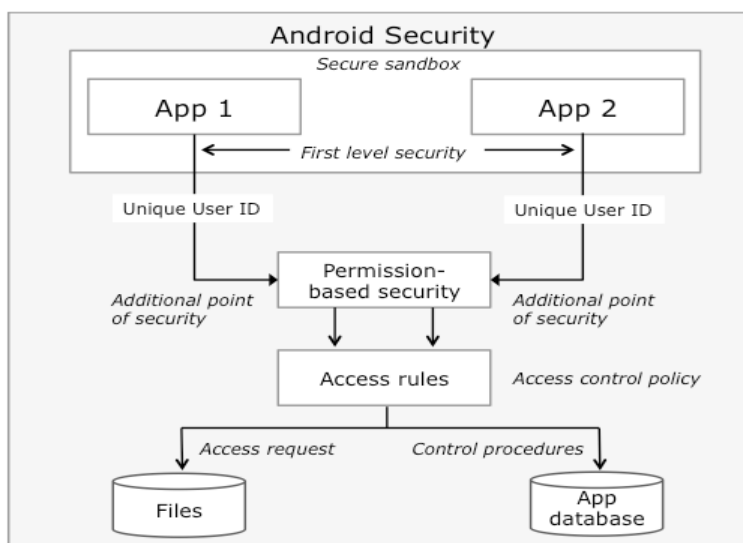 Android Security
Secure sandbox
App 1
App 2
First level security
Unique User ID
Unique User ID
Permission-
based security
Additional point
of security
Additional point
of security
Access rules
Access control policy
Access request
Control procedures
Files
App
database